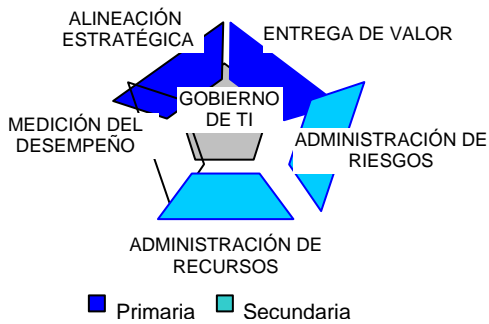 ALINEACIÓN
ESTRATÉGICA
ENTREGA DE VALOR
GOBIERNO
DE TI
MEDICIÓN DEL
DESEMPEÑO
ADMINISTRACIÓN DE
RIESGOS
ADMINISTRACIÓN DE
RECURSOS
Primaria Secundaria